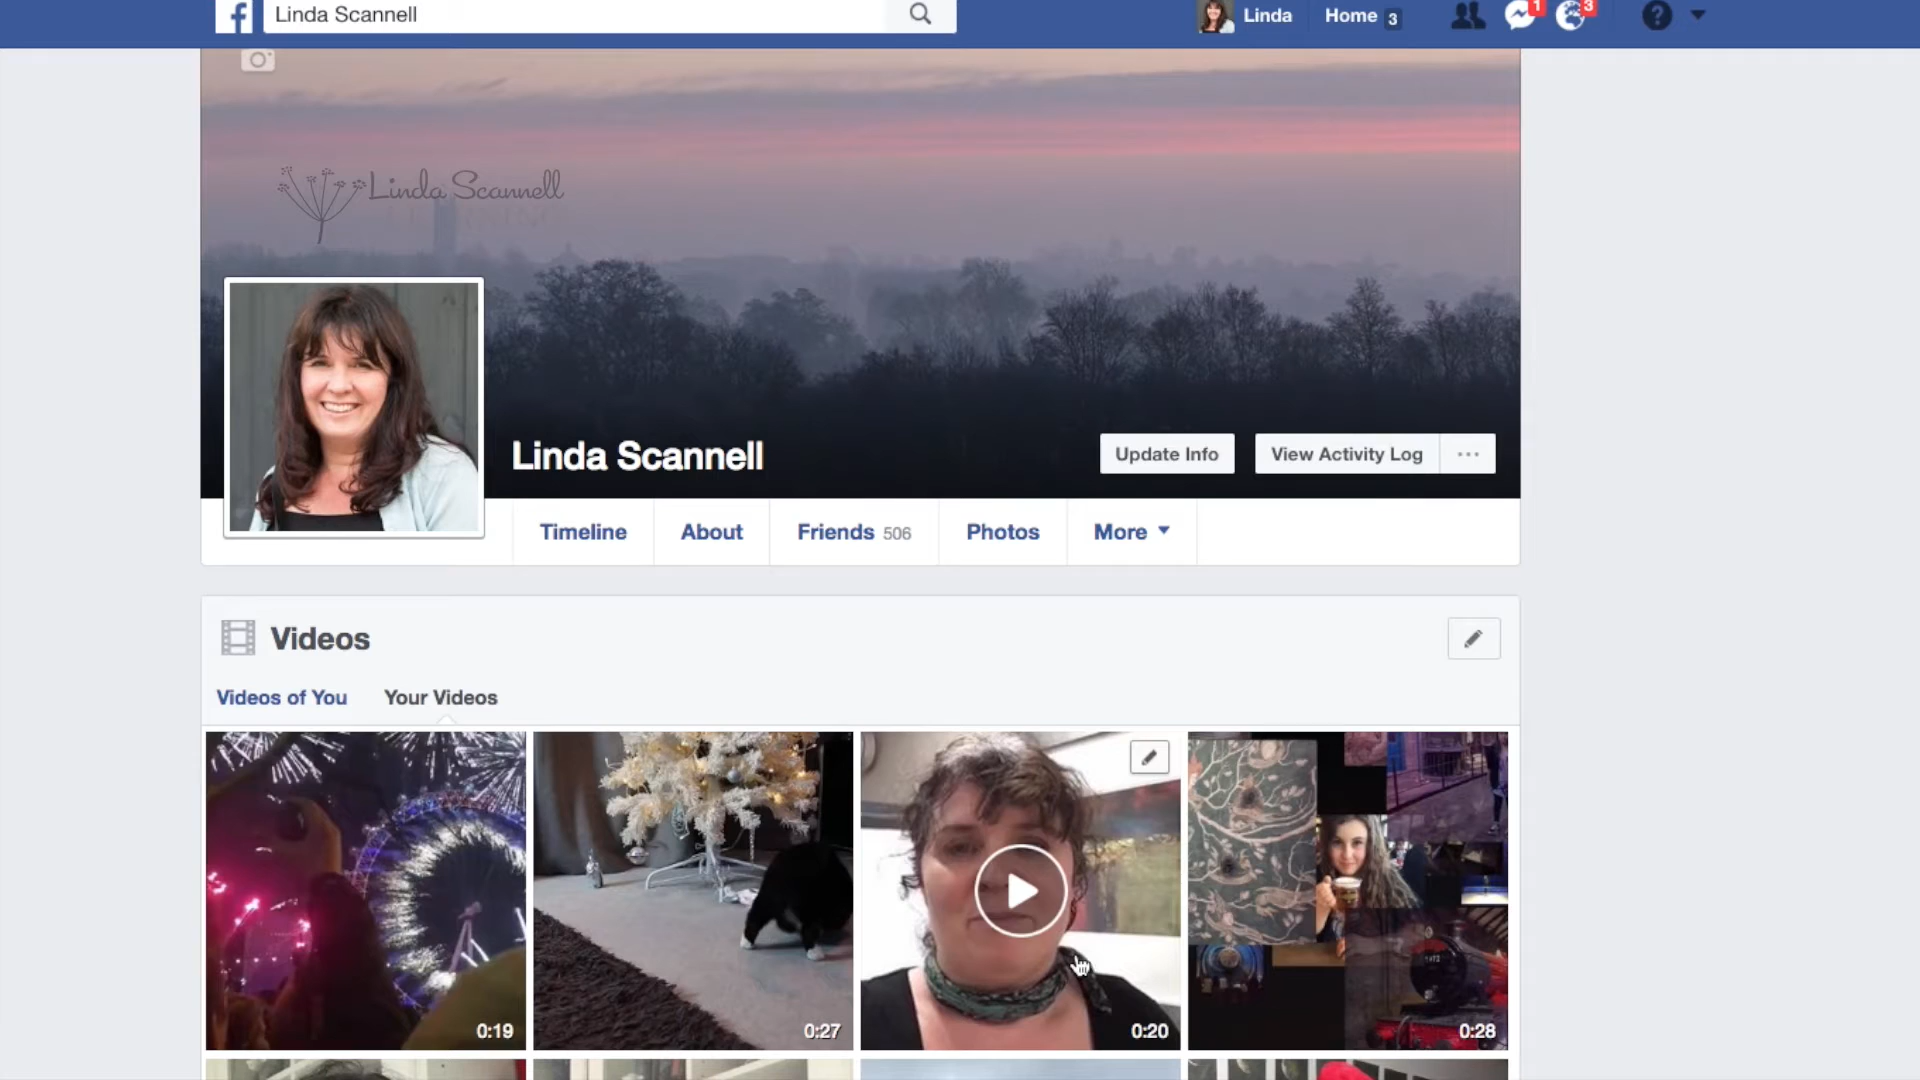 Linda Scannell
Linda
Home 3
1
3
?
Linda Scannell
Linda Scannell
Update Info
View Activity Log
...
Timeline
About
Friends 506
Photos
More
Videos
Videos of You
Your Videos
0:19
0:27
0:20
0:28